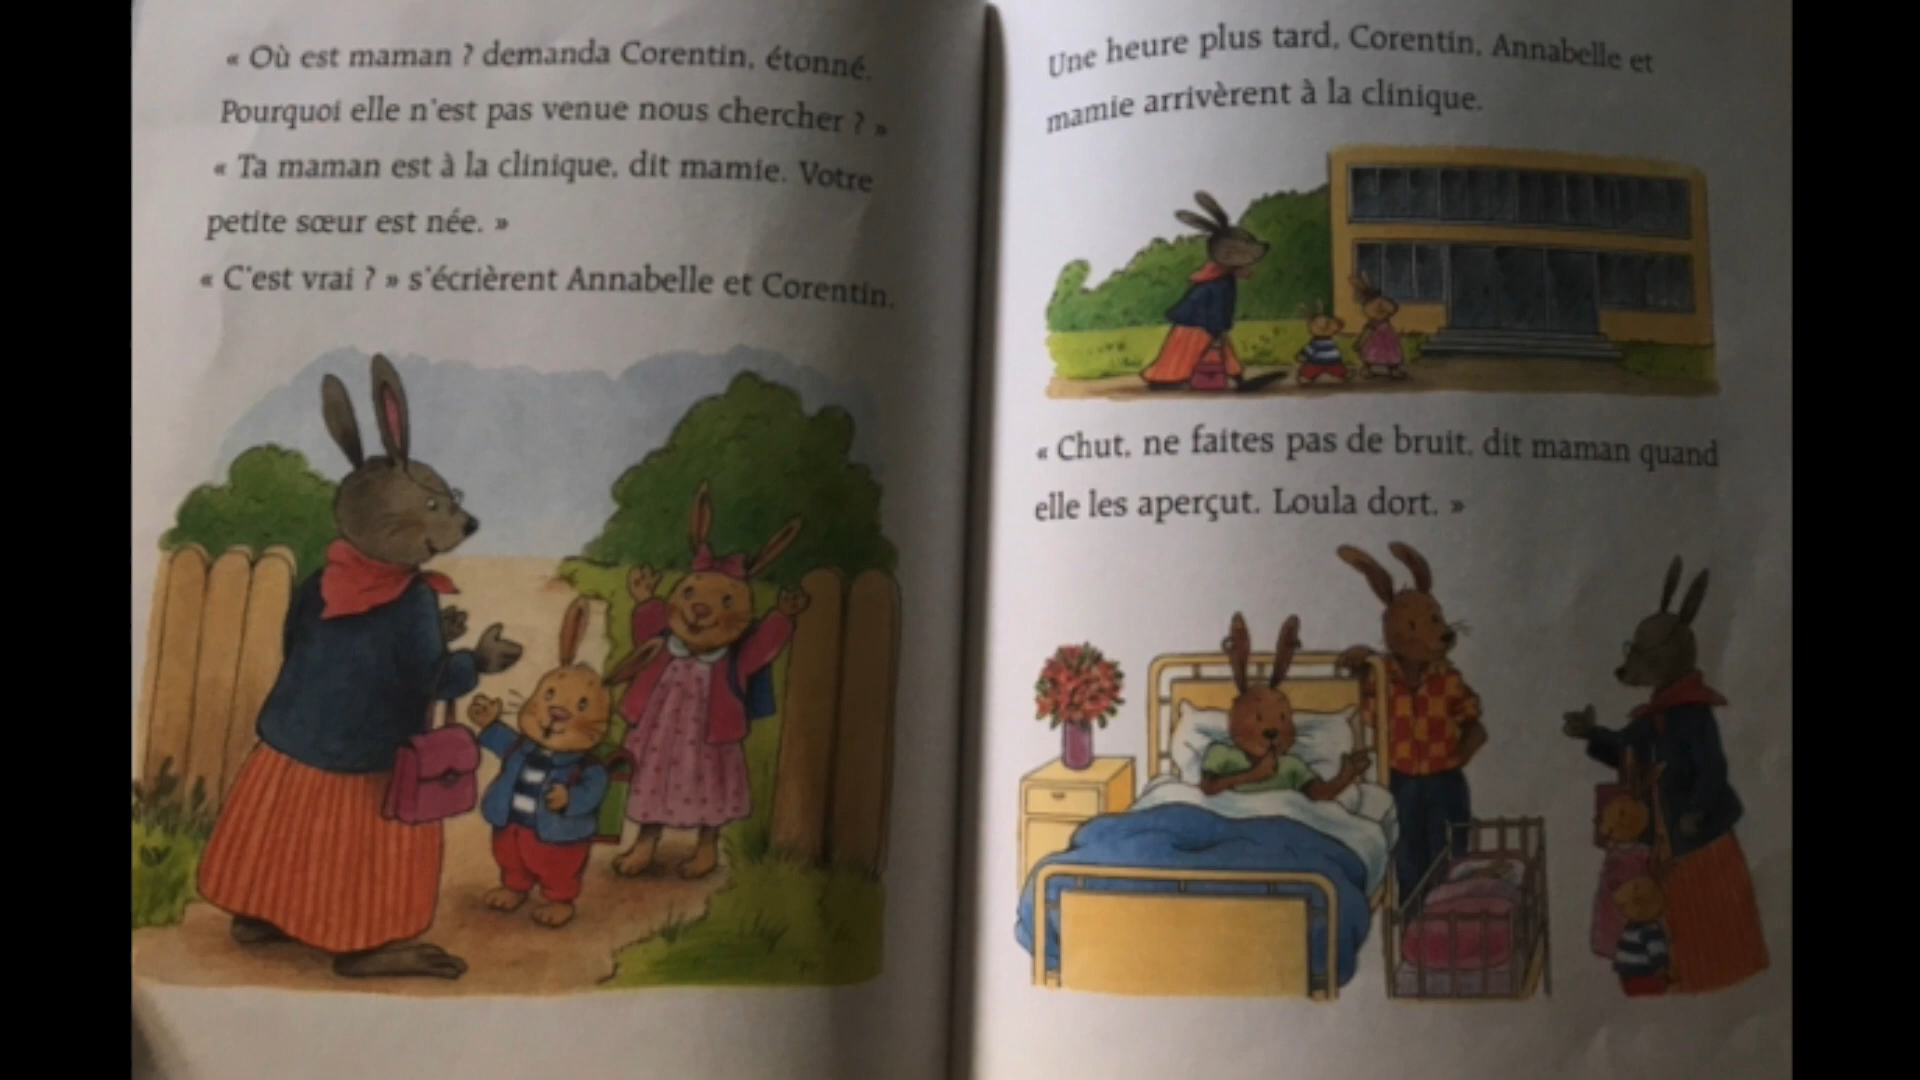 « Où est maman ? demanda Corentin, étonné.
Pourquoi elle n'est pas venue nous chercher ? »
« Ta maman est à la clinique, dit mamie. Votre
petite sœur est née. »
« C'est vrai ? » s'écrièrent Annabelle et Corentin.
Une heure plus tard, Corentin, Annabelle et
mamie arrivèrent à la clinique.
« Chut, ne faites pas de bruit, dit maman quand
elle les aperçut. Loula dort. »